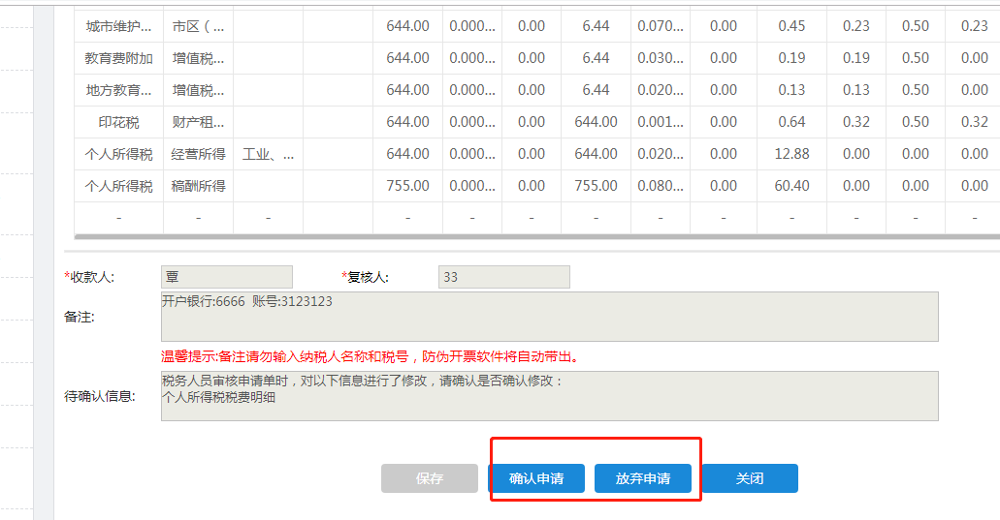 城市维护... 市区（... 644.00 0.000... 0.00 6.44 0.070... 0.00 0.45 0.23 0.50 0.23
教育费附加 增值税... 644.00 0.000... 0.00 6.44 0.030... 0.00 0.19 0.19 0.50 0.00
地方教育... 增值税... 644.00 0.000... 0.00 6.44 0.020... 0.00 0.13 0.13 0.50 0.00
印花税 财产租... 644.00 0.000... 0.00 644.00 0.001... 0.00 0.64 0.32 0.50 0.32
个人所得税 经营所得 工业、... 644.00 0.000... 0.00 644.00 0.020... 0.00 12.88 0.00 0.00 0.00
个人所得税 稿酬所得 755.00 0.000... 0.00 755.00 0.080... 0.00 60.40 0.00 0.00 0.00
- - - - - - - - - - - -
*收款人: 覃 *复核人: 33
备注: 开户银行:6666 账号:3123123
温馨提示:备注请勿输入纳税人名称和税号，防伪开票软件将自动带出。
待确认信息: 税务人员审核申请单时，对以下信息进行了修改，请确认是否确认修改：
个人所得税税费明细
保存 确认申请 放弃申请 关闭